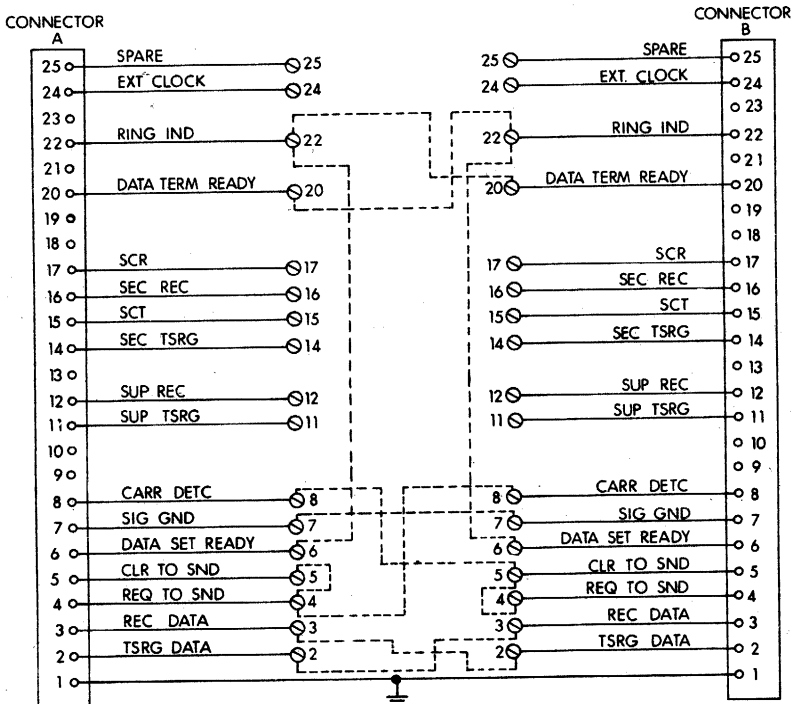 CONNECTOR A
CONNECTOR B
25 SPARE 25
25 SPARE 25
24 EXT CLOCK 24
24 EXT. CLOCK 24
23
23
22 RING IND 22
22 RING IND 22
21
21
20 DATA TERM READY 20
20 DATA TERM READY 20
19
19
18
18
17 SCR 17
17 SCR 17
16 SEC REC 16
16 SEC REC 16
15 SCT 15
15 SCT 15
14 SEC TSRG 14
14 SEC TSRG 14
13
13
12 SUP REC 12
12 SUP REC 12
11 SUP TSRG 11
11 SUP TSRG 11
10
10
9
9
8 CARR DETC 8
8 CARR DETC 8
7 SIG GND 7
7 SIG GND 7
6 DATA SET READY 6
6 DATA SET READY 6
5 CLR TO SND 5
5 CLR TO SND 5
4 REQ TO SND 4
4 REQ TO SND 4
3 REC DATA 3
3 REC DATA 3
2 TSRG DATA 2
2 TSRG DATA 2
1
1